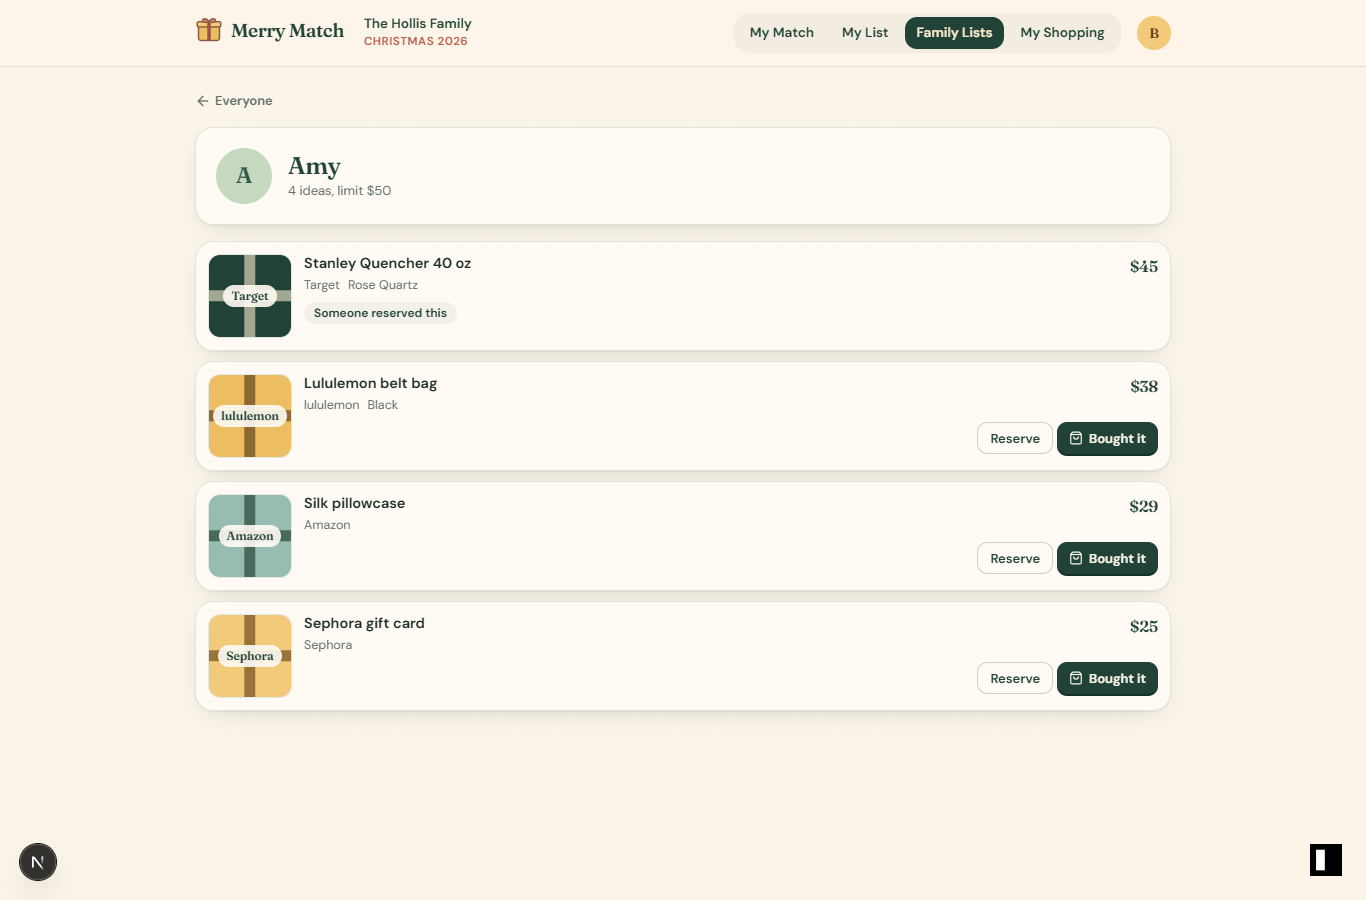 Merry Match
The Hollis Family
CHRISTMAS 2026
My Match
My List
Family Lists
My Shopping
B
Everyone
A
Amy
4 ideas, limit $50
Target
Stanley Quencher 40 oz
Target Rose Quartz
Someone reserved this
$45
lululemon
Lululemon belt bag
lululemon Black
$38
Reserve
Bought it
Amazon
Silk pillowcase
Amazon
$29
Reserve
Bought it
Sephora
Sephora gift card
Sephora
$25
Reserve
Bought it
N